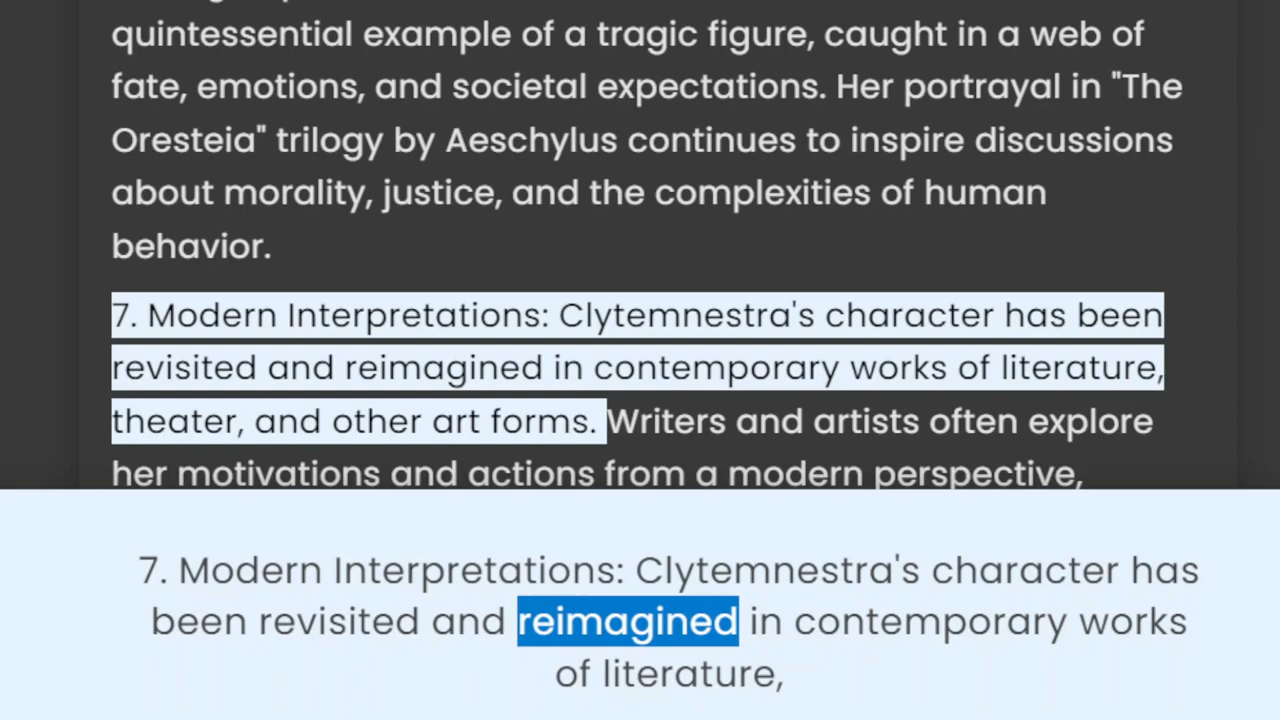 quintessential example of a tragic figure, caught in a web of
fate, emotions, and societal expectations. Her portrayal in "The
Oresteia" trilogy by Aeschylus continues to inspire discussions
about morality, justice, and the complexities of human
behavior.
7. Modern Interpretations: Clytemnestra's character has been
revisited and reimagined in contemporary works of literature,
theater, and other art forms. Writers and artists often explore
her motivations and actions from a modern perspective,
7. Modern Interpretations: Clytemnestra's character has
been revisited and reimagined in contemporary works
of literature,